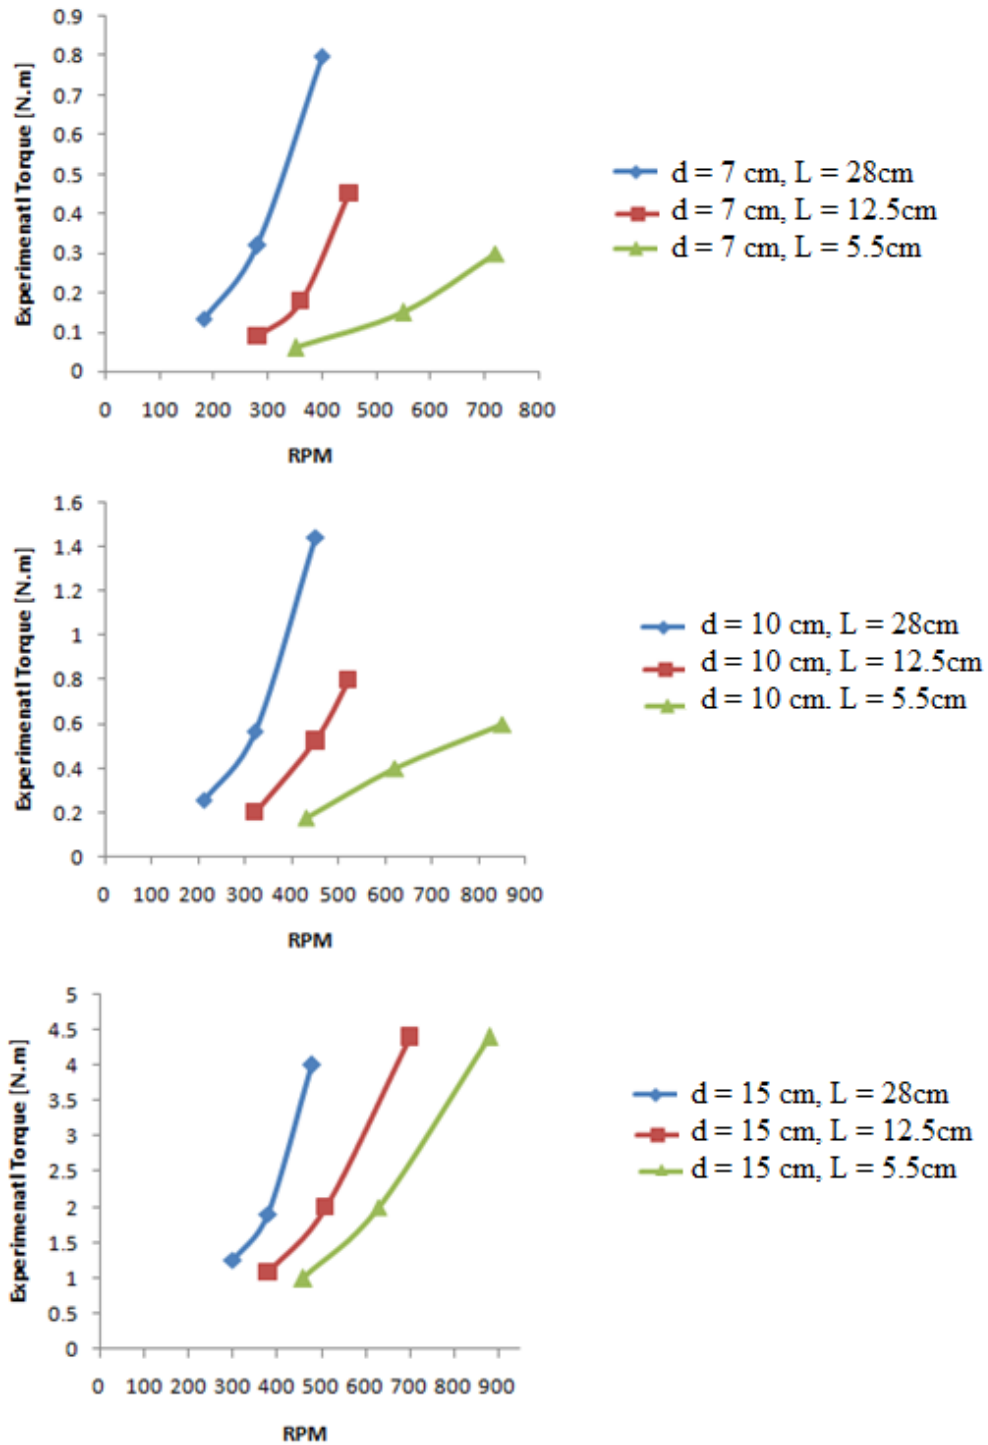 Experimenatl Torque [N.m]
0.9
0.8
0.7
0.6
0.5
0.4
0.3
0.2
0.1
0
0 100 200 300 400 500 600 700 800
RPM
d = 7 cm, L = 28cm
d = 7 cm, L = 12.5cm
d = 7 cm, L = 5.5cm
Experimenatl Torque [N.m]
1.6
1.4
1.2
1
0.8
0.6
0.4
0.2
0
0 100 200 300 400 500 600 700 800 900
RPM
d = 10 cm, L = 28cm
d = 10 cm, L = 12.5cm
d = 10 cm. L = 5.5cm
Experimenatl Torque [N.m]
5
4.5
4
3.5
3
2.5
2
1.5
1
0.5
0
0 100 200 300 400 500 600 700 800 900
RPM
d = 15 cm, L = 28cm
d = 15 cm, L = 12.5cm
d = 15 cm, L = 5.5cm